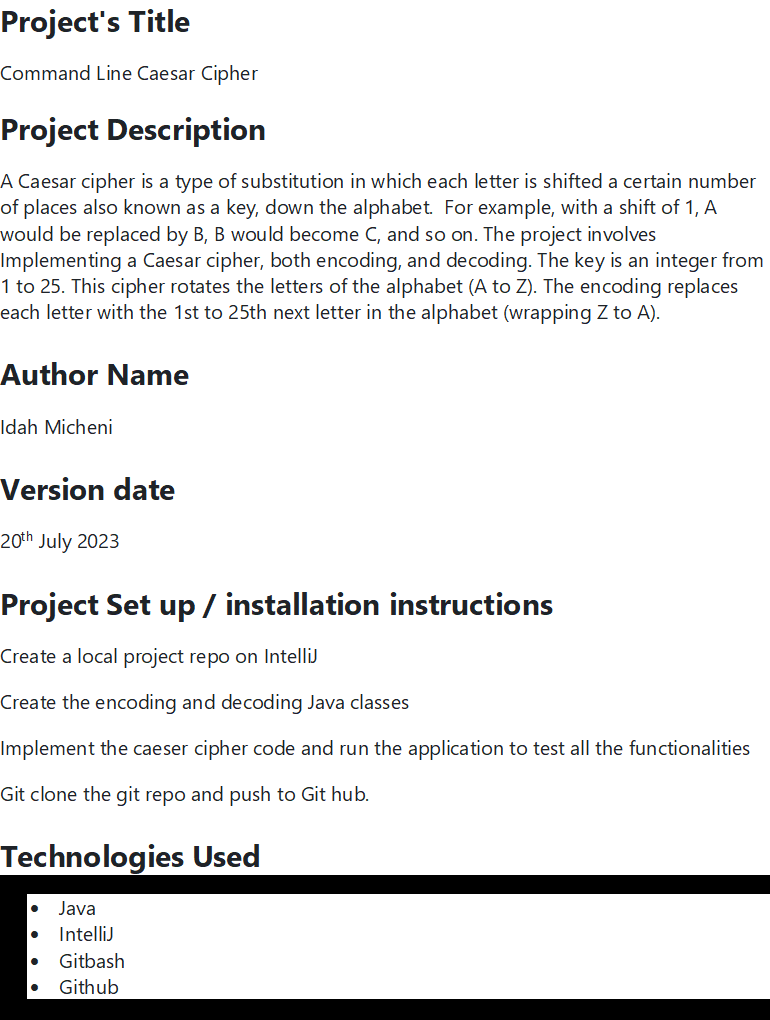 Project's Title
Command Line Caesar Cipher
Project Description
A Caesar cipher is a type of substitution in which each letter is shifted a certain number
of places also known as a key, down the alphabet.  For example, with a shift of 1, A
would be replaced by B, B would become C, and so on. The project involves
Implementing a Caesar cipher, both encoding, and decoding. The key is an integer from
1 to 25. This cipher rotates the letters of the alphabet (A to Z). The encoding replaces
each letter with the 1st to 25th next letter in the alphabet (wrapping Z to A).
Author Name
Idah Micheni
Version date
20th July 2023
Project Set up / installation instructions
Create a local project repo on IntelliJ
Create the encoding and decoding Java classes
Implement the caeser cipher code and run the application to test all the functionalities
Git clone the git repo and push to Git hub.
Technologies Used
• Java
• IntelliJ
• Gitbash
• Github